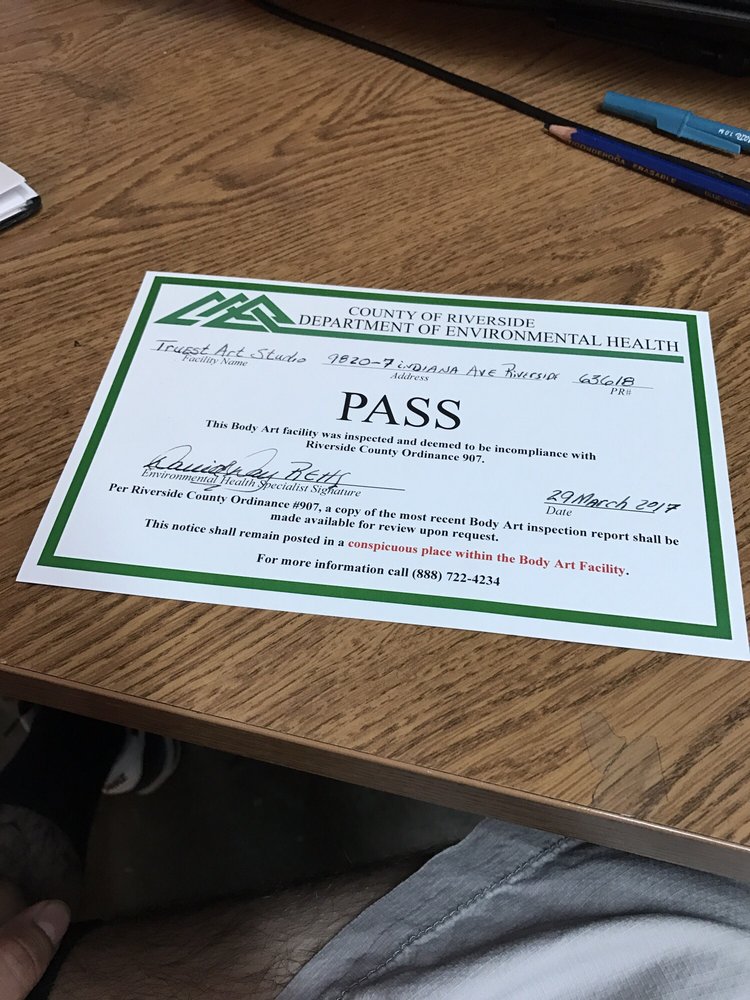 COUNTY OF RIVERSIDE
DEPARTMENT OF ENVIRONMENTAL HEALTH
Truest Art Studio 9820-7 INDIANA AVE RIVERSIDE 63618
Facility Name Address PR#
PASS
This Body Art facility was inspected and deemed to be incompliance with
Riverside County Ordinance 907.
29 March 2017
Environmental Health Specialist Signature Date
Per Riverside County Ordinance #907, a copy of the most recent Body Art inspection report shall be
made available for review upon request.
This notice shall remain posted in a conspicuous place within the Body Art Facility.
For more information call (888) 722-4234
ERASABLE